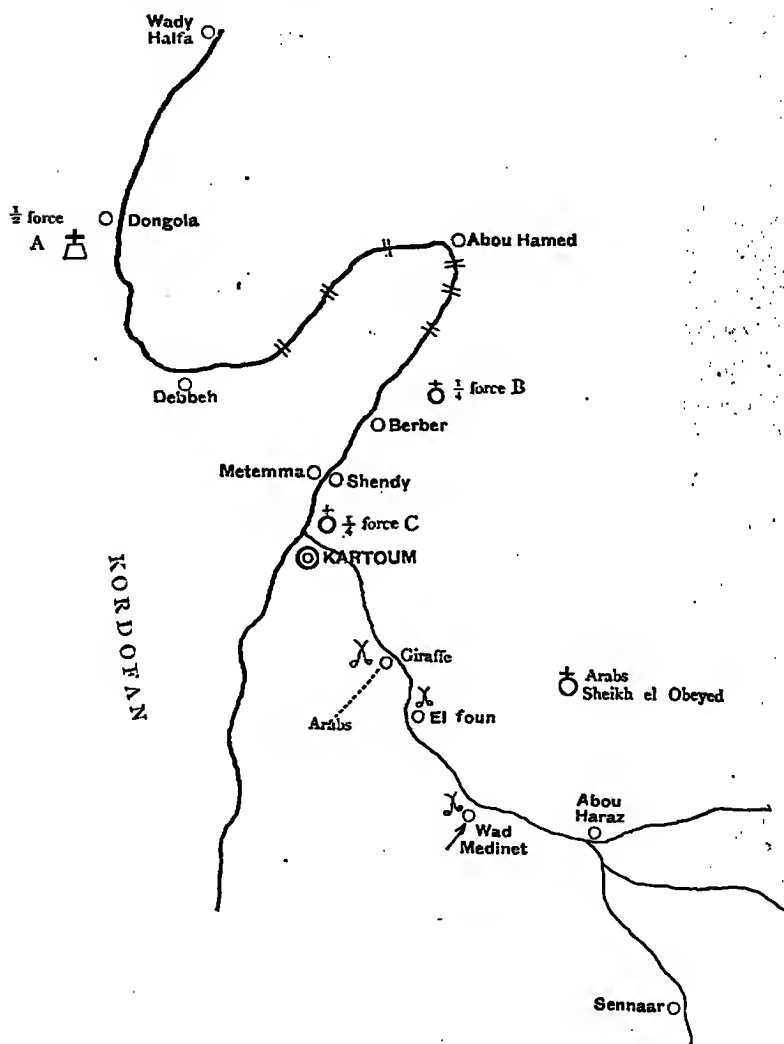 Wady
Halfa
½ force
A
Dongola
Abou Hamed
Debbeh
¼ force B
Berber
Metemma
Shendy
¼ force C
KARTOUM
KORDOFAN
Giraffe
Arabs
Sheikh el Obeyed
Arabs
El foun
Abou
Haraz
Wad
Medinet
Sennaar